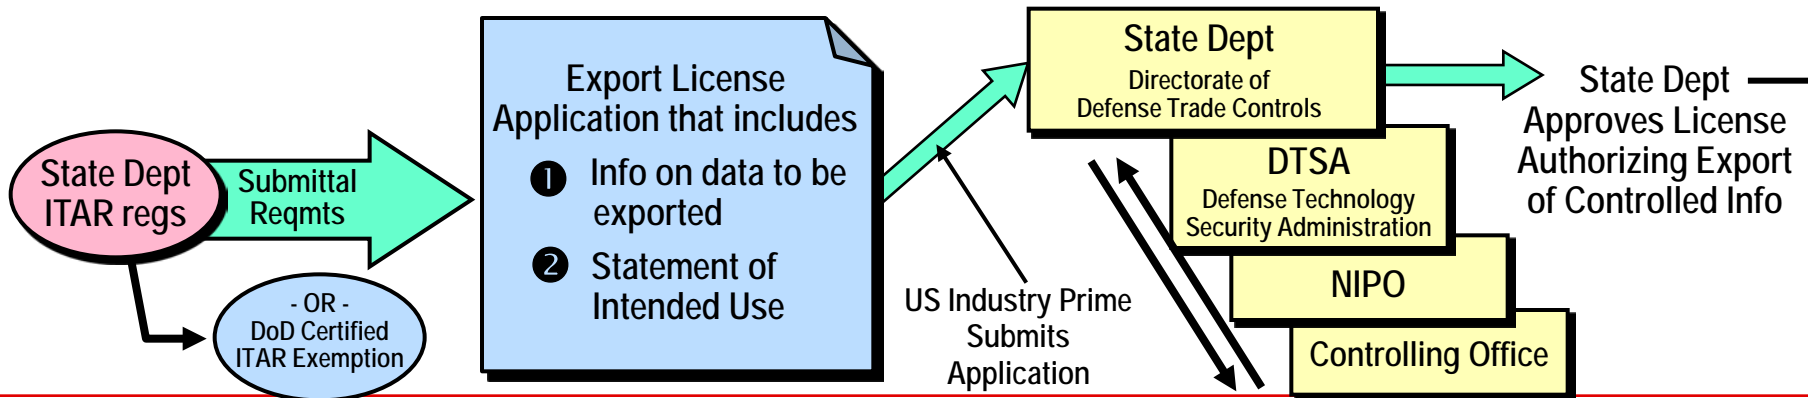 State Dept
ITAR regs
Submittal
Reqmts
- OR -
DoD Certified
ITAR Exemption
Export License
Application that includes
❶ Info on data to be
exported
❷ Statement of
Intended Use
US Industry Prime
Submits
Application
State Dept
Directorate of
Defense Trade Controls
DTSA
Defense Technology
Security Administration
NIPO
Controlling Office
State Dept
Approves License
Authorizing Export
of Controlled Info